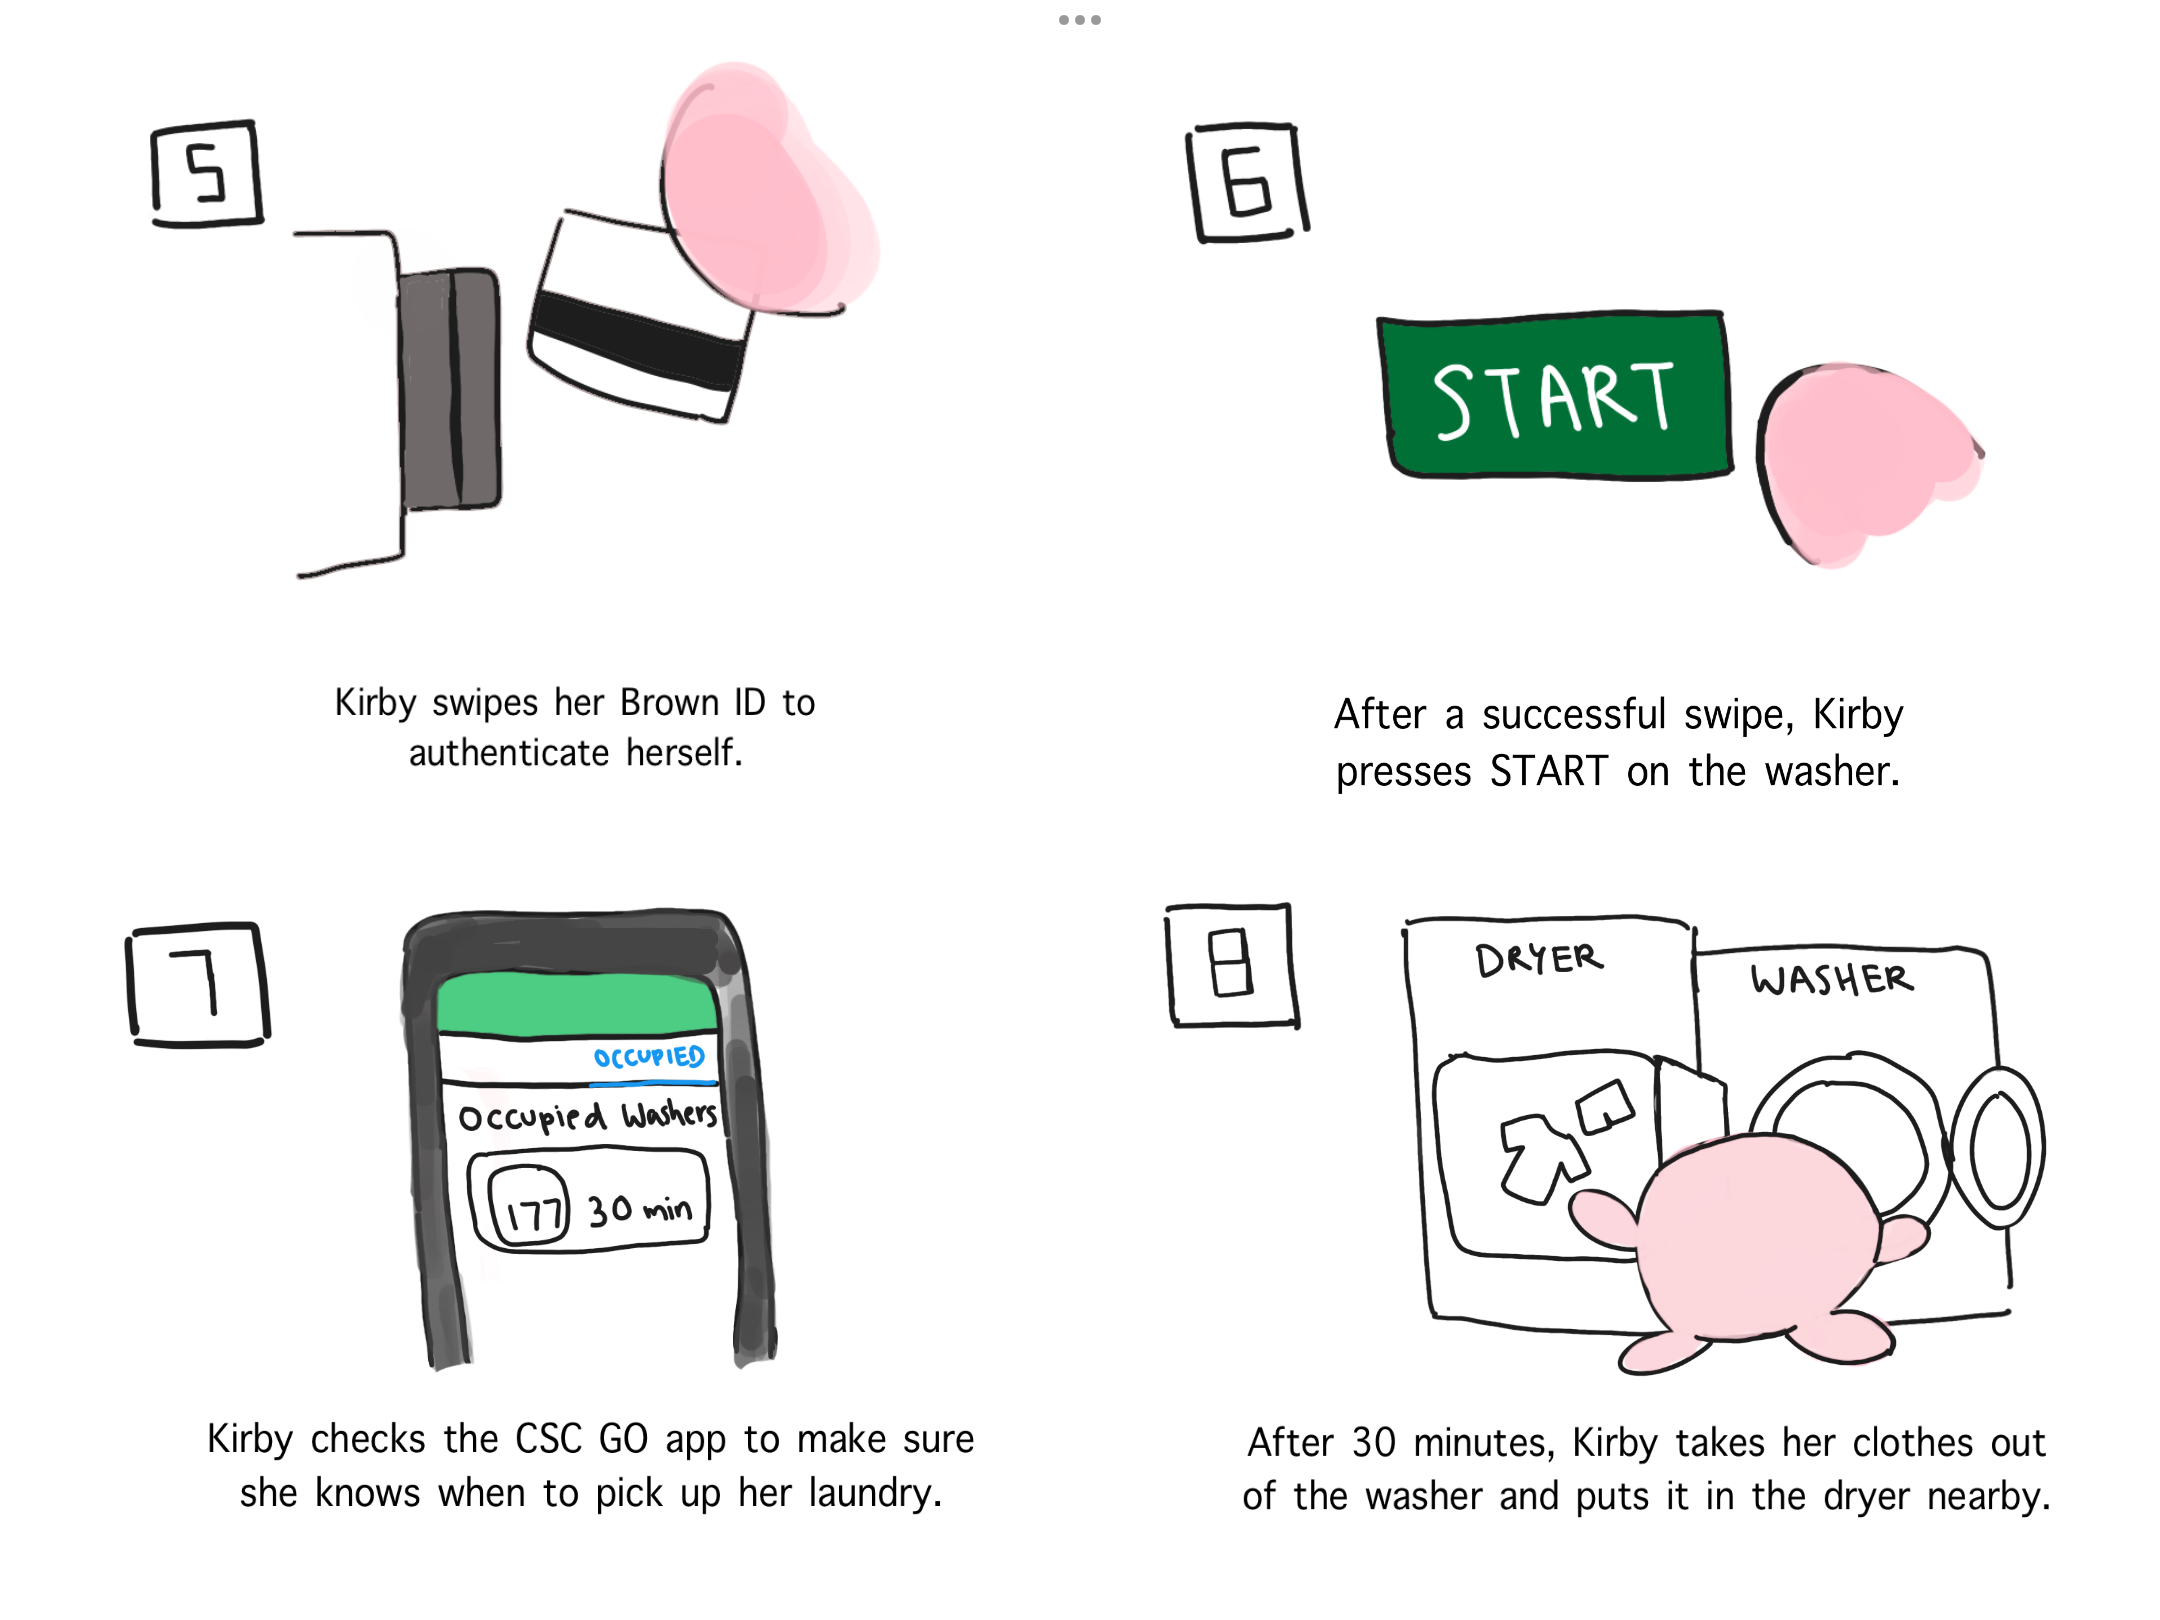 5
Kirby swipes her Brown ID to
authenticate herself.
6
START
After a successful swipe, Kirby
presses START on the washer.
7
OCCUPIED
Occupied Washers
177 30 min
Kirby checks the CSC GO app to make sure
she knows when to pick up her laundry.
8
DRYER
WASHER
After 30 minutes, Kirby takes her clothes out
of the washer and puts it in the dryer nearby.